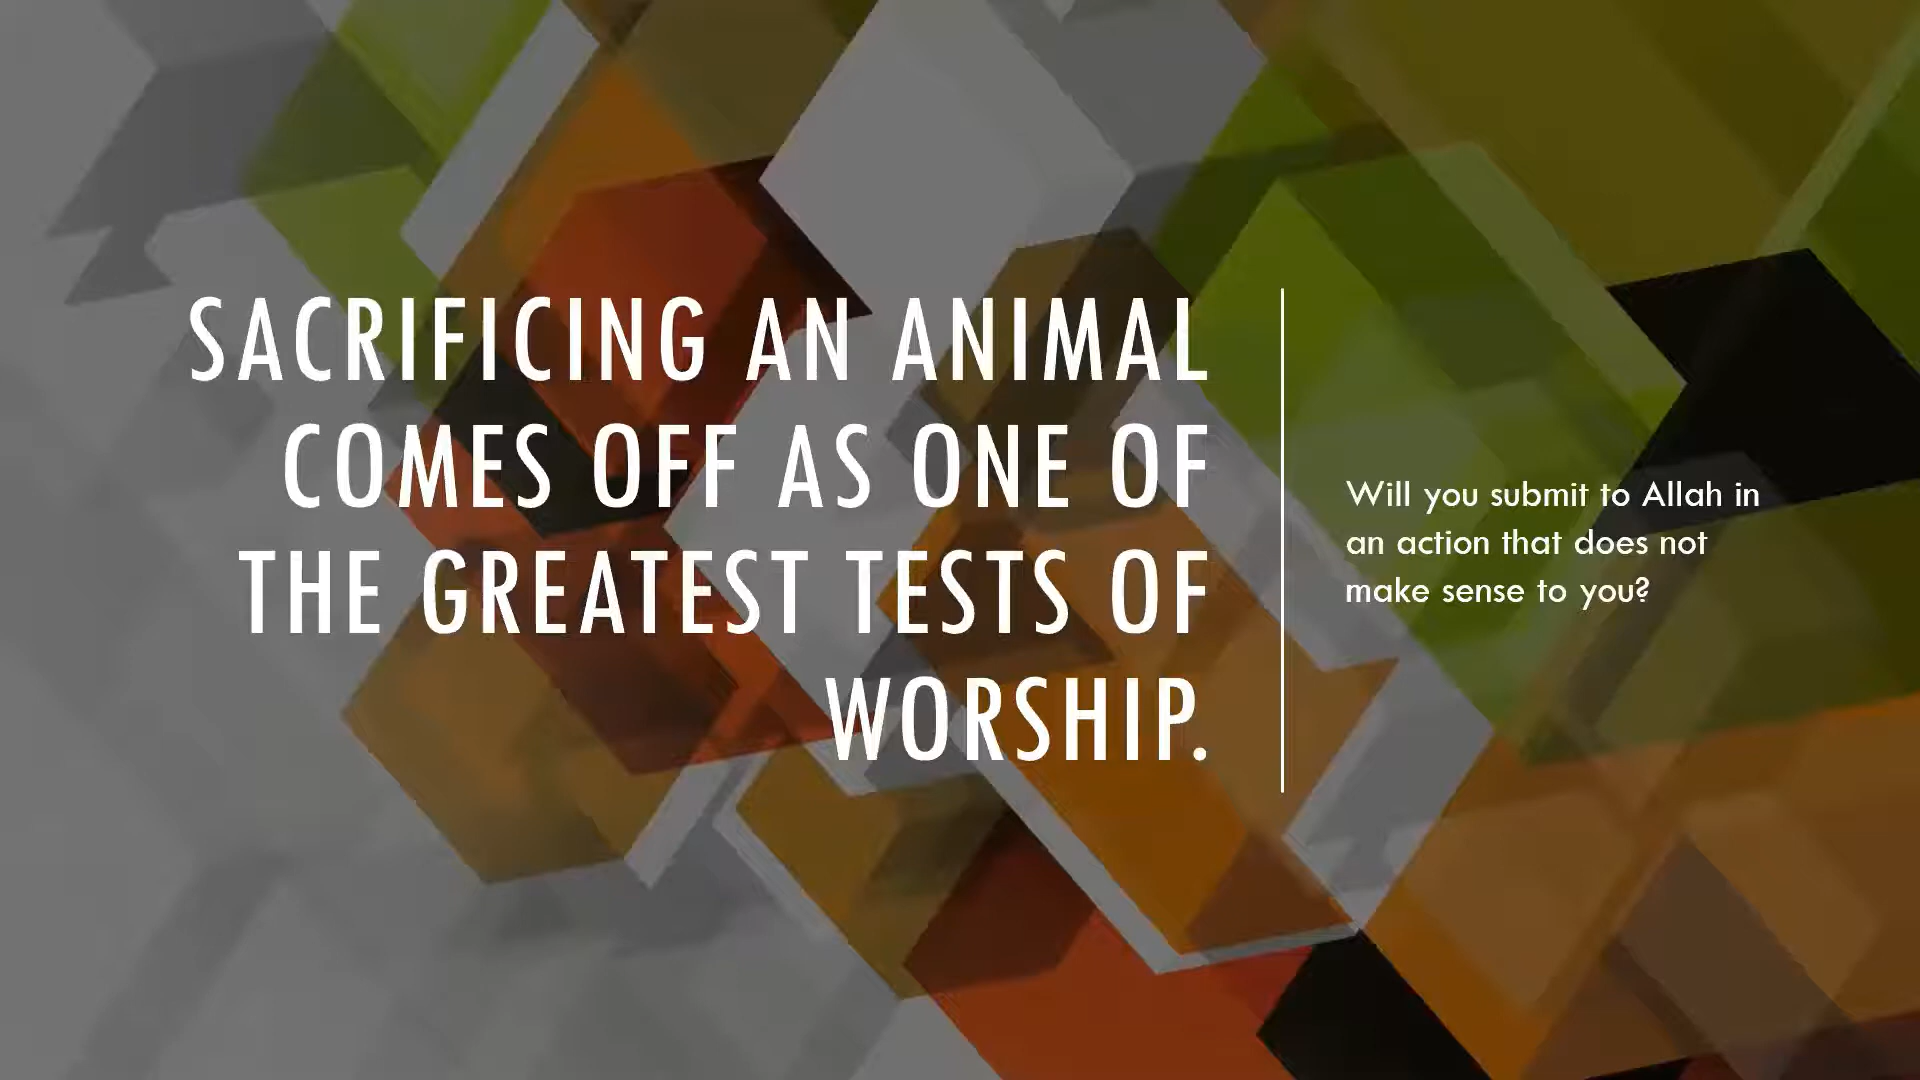 SACRIFICING AN ANIMAL
COMES OFF AS ONE OF
THE GREATEST TESTS OF
WORSHIP.
Will you submit to Allah in
an action that does not
make sense to you?